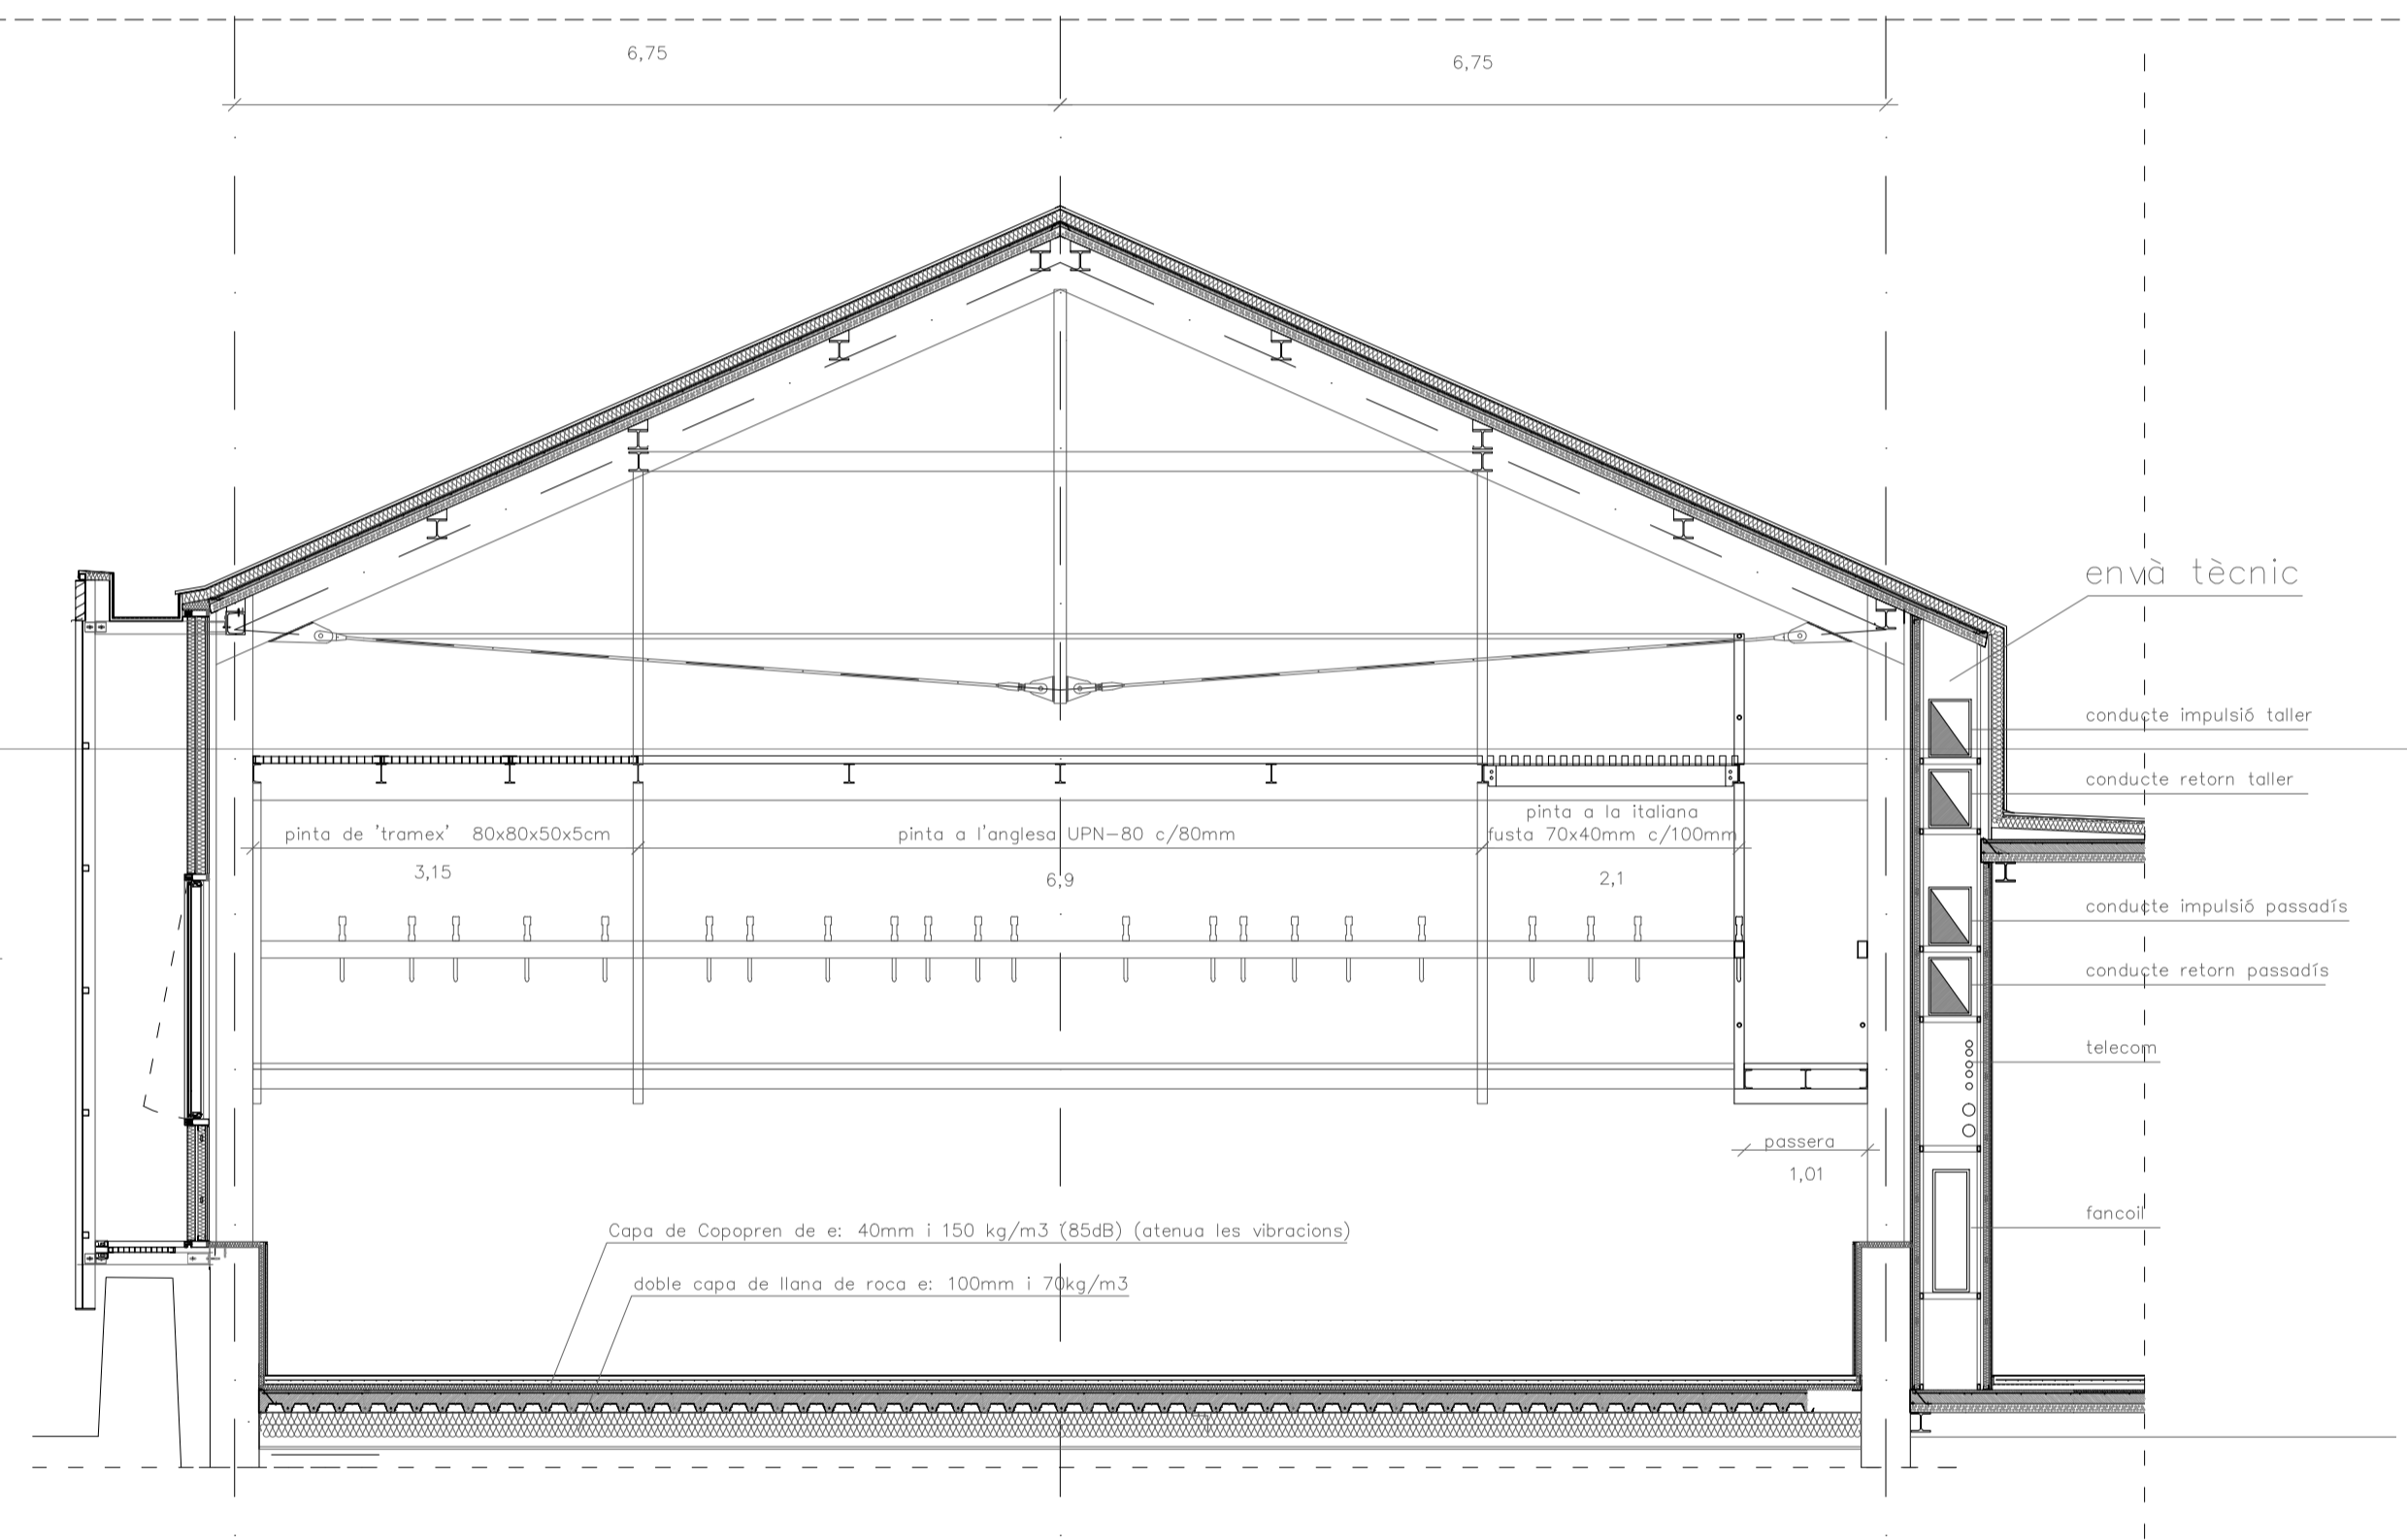 6,75
6,75
envà tècnic
conducte impulsió taller
conducte retorn taller
pinta de 'tramex' 80x80x50x5cm
3,15
pinta a l'anglesa UPN-80 c/80mm
6,9
pinta a la italiana
fusta 70x40mm c/100mm
2,1
conducte impulsió passadís
conducte retorn passadís
telecom
passera
1,01
fancoil
Capa de Copopren de e: 40mm i 150 kg/m3 (85dB) (atenua les vibracions)
doble capa de llana de roca e: 100mm i 70kg/m3